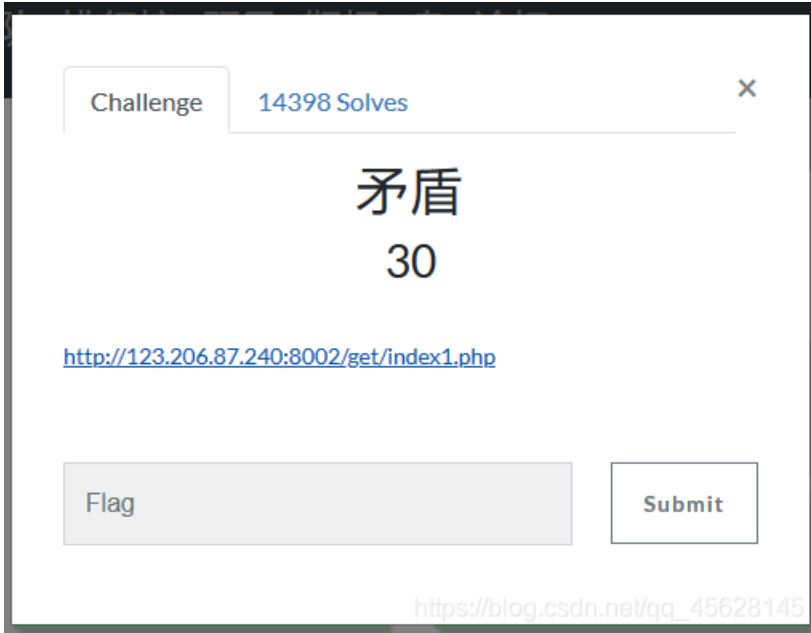 Challenge
14398 Solves
×
矛盾
30
http://123.206.87.240:8002/get/index1.php
Flag
Submit
https://blog.csdn.net/qq_45628145